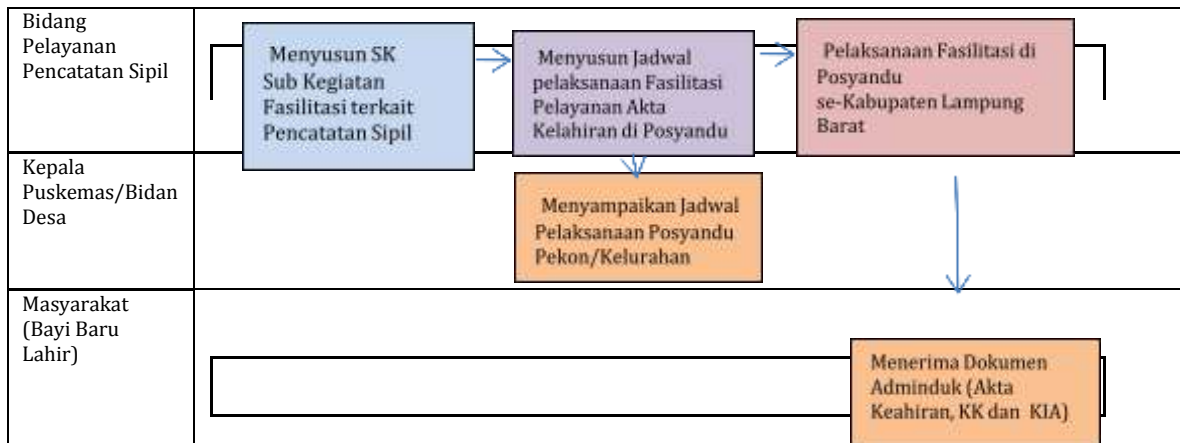 Bidang
Pelayanan
Pencatatan Sipil
Menyusun SK
Sub Kegiatan
Fasilitasi terkait
Pencatatan Sipil
Menyusun Jadwal
pelaksanaan Fasilitasi
Pelayanan Akta
Kelahiran di Posyandu
Pelaksanaan Fasilitasi di
Posyandu
se-Kabupaten Lampung
Barat
Kepala
Puskemas/Bidan
Desa
Menyampaikan Jadwal
Pelaksanaan Posyandu
Pekon/Kelurahan
Masyarakat
(Bayi Baru
Lahir)
Menerima Dokumen
Adminduk (Akta
Keahiran, KK dan KIA)